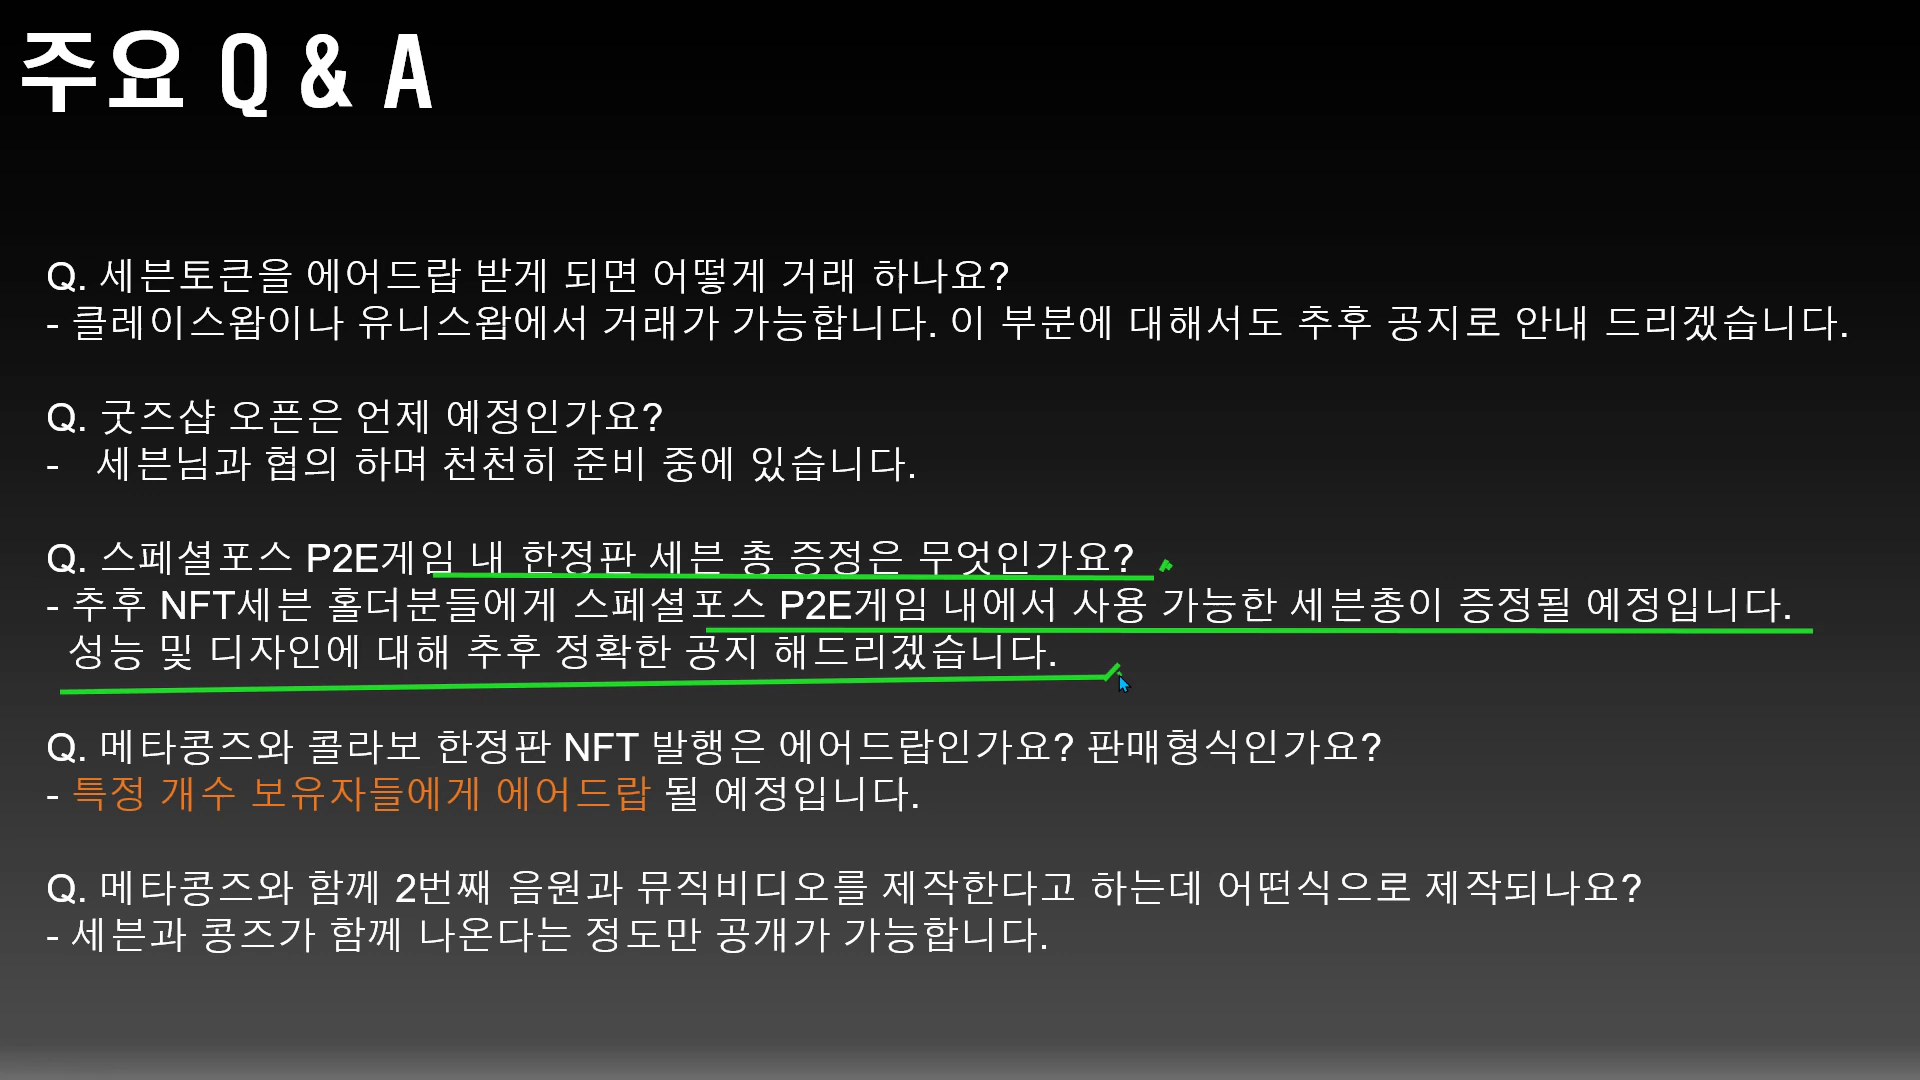 주요 Q & A
Q. 세븐토큰을 에어드랍 받게 되면 어떻게 거래 하나요?
- 클레이스왑이나 유니스왑에서 거래가 가능합니다. 이 부분에 대해서도 추후 공지로 안내 드리겠습니다.
Q. 굿즈샵 오픈은 언제 예정인가요?
- 세븐님과 협의 하며 천천히 준비 중에 있습니다.
Q. 스페셜포스 P2E게임 내 한정판 세븐 총 증정은 무엇인가요?
- 추후 NFT세븐 홀더분들에게 스페셜포스 P2E게임 내에서 사용 가능한 세븐총이 증정될 예정입니다.
성능 및 디자인에 대해 추후 정확한 공지 해드리겠습니다.
Q. 메타콩즈와 콜라보 한정판 NFT 발행은 에어드랍인가요? 판매형식인가요?
- 특정 개수 보유자들에게 에어드랍 될 예정입니다.
Q. 메타콩즈와 함께 2번째 음원과 뮤직비디오를 제작한다고 하는데 어떤식으로 제작되나요?
- 세븐과 콩즈가 함께 나온다는 정도만 공개가 가능합니다.